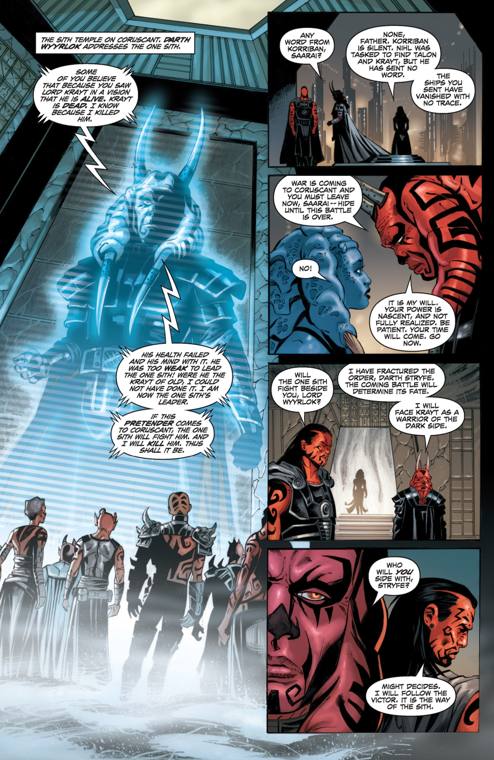 THE SITH TEMPLE ON CORUSCANT. DARTH
WYYRLOK ADDRESSES THE ONE SITH.
SOME
OF YOU BELIEVE
THAT BECAUSE YOU SAW
LORD KRAYT IN A VISION
THAT HE IS ALIVE. KRAYT
IS DEAD. I KNOW
BECAUSE I KILLED
HIM.
HIS HEALTH FAILED
AND HIS MIND WITH IT. HE
WAS TOO WEAK TO LEAD
THE ONE SITH! WERE HE THE
KRAYT OF OLD, I COULD
NOT HAVE DONE IT. I AM
NOW THE ONE SITH'S
LEADER.
IF THIS
PRETENDER COMES
TO CORUSCANT, THE ONE
SITH WILL FIGHT HIM. AND
I WILL KILL HIM. THUS
SHALL IT BE.
ANY
WORD FROM
KORRIBAN,
SAARAI?
NONE,
FATHER. KORRIBAN
IS SILENT. NIHL WAS
TASKED TO FIND TALON
AND KRAYT, BUT HE
HAS SENT NO
WORD.
THE
SHIPS YOU
SENT HAVE
VANISHED WITH
NO TRACE.
WAR IS COMING
TO CORUSCANT AND
YOU MUST LEAVE
NOW, SAARAI--HIDE
UNTIL THIS BATTLE
IS OVER.
NO!
IT IS MY WILL.
YOUR POWER IS
NASCENT, AND NOT
FULLY REALIZED. BE
PATIENT. YOUR TIME
WILL COME. GO
NOW.
WILL
THE ONE SITH
FIGHT BESIDE
YOU, LORD
WYYRLOK?
I HAVE FRACTURED THE
ORDER, DARTH STRYFE.
THE COMING BATTLE WILL
DETERMINE ITS FATE.
I WILL
FACE KRAYT AS A
WARRIOR OF THE
DARK SIDE.
WHO
WILL YOU
SIDE WITH,
STRYFE?
MIGHT DECIDES.
I WILL FOLLOW THE
VICTOR. IT IS THE WAY
OF THE SITH.